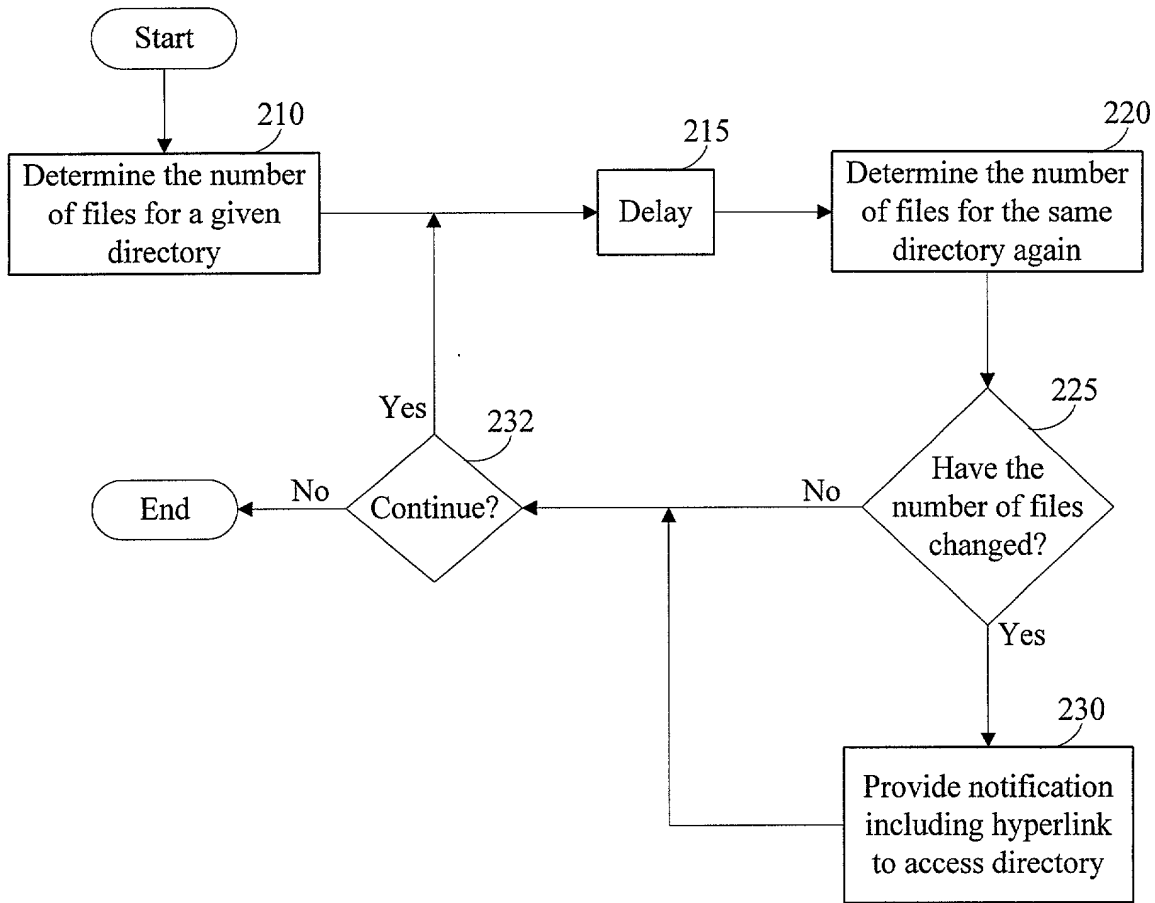 Start
210
Determine the number
of files for a given
directory
215
Delay
220
Determine the number
of files for the same
directory again
225
Have the
number of files
changed?
Yes
No
230
Provide notification
including hyperlink
to access directory
232
Continue?
Yes
No
End